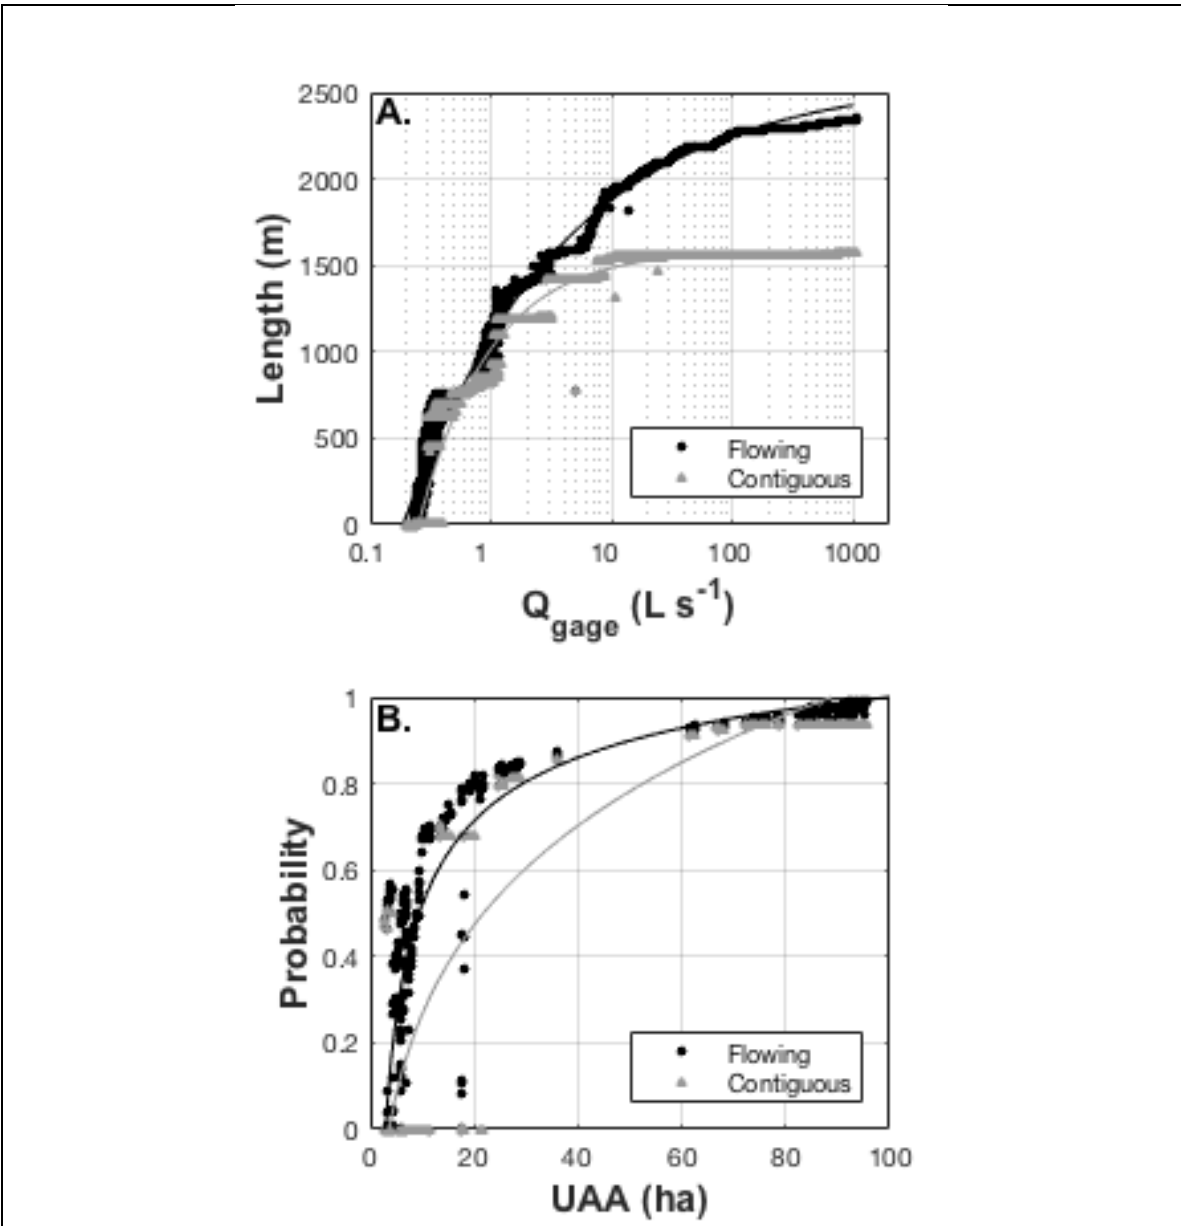 A.
2500
2000
1500
1000
500
0
Length (m)
Flowing
Contiguous
0.1 1 10 100 1000
Qgage (L s-1)
B.
1
0.8
0.6
0.4
0.2
0
Probability
Flowing
Contiguous
0 20 40 60 80 100
UAA (ha)